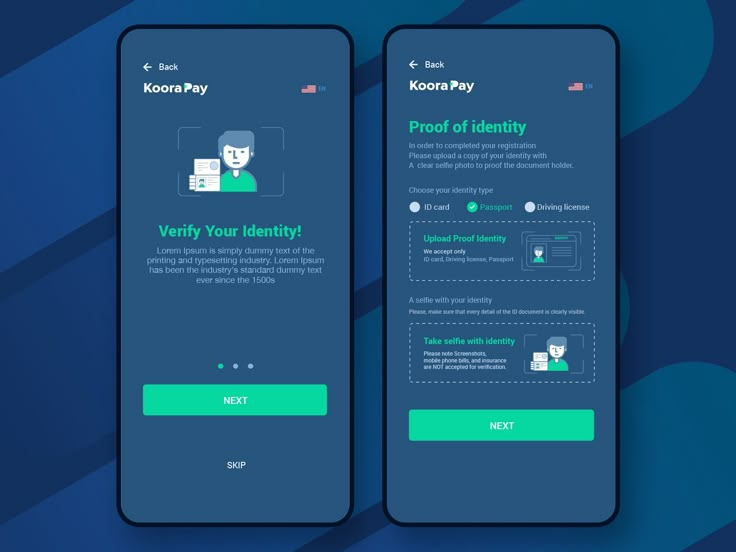 Back
Koora Pay
EN
Verify Your Identity!
Lorem Ipsum is simply dummy text of the
printing and typesetting industry. Lorem Ipsum
has been the industry's standard dummy text
ever since the 1500s
NEXT
SKIP
Back
Koora Pay
EN
Proof of identity
In order to completed your registration
Please upload a copy of your identity with
A clear selfie photo to proof the document holder.
Choose your identity type
ID card Passport Driving license
Upload Proof Identity
We accept only
ID card, Driving license, Passport
A selfie with your identity
Please, make sure that every detail of the ID document is clearly visible.
Take selfie with identity
Please note Screenshots,
mobile phone bills, and insurance
are NOT accepted for verification.
NEXT